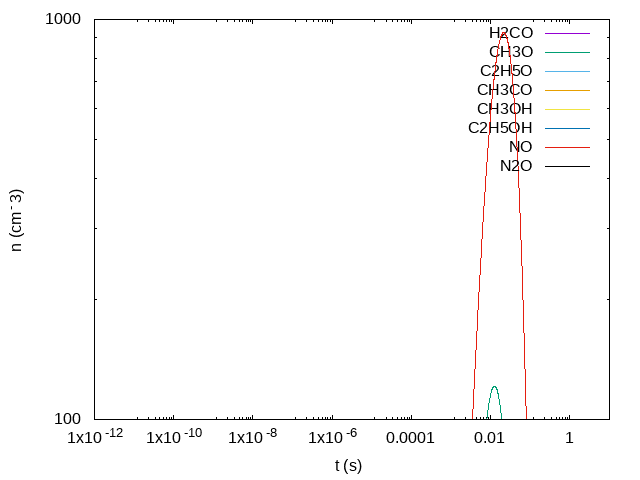 1000
100
n (cm-3)
H2CO
CH3O
C2H5O
CH3CO
CH3OH
C2H5OH
NO
N2O
1x10-12 1x10-10 1x10-8 1x10-6 0.0001 0.01 1
t (s)